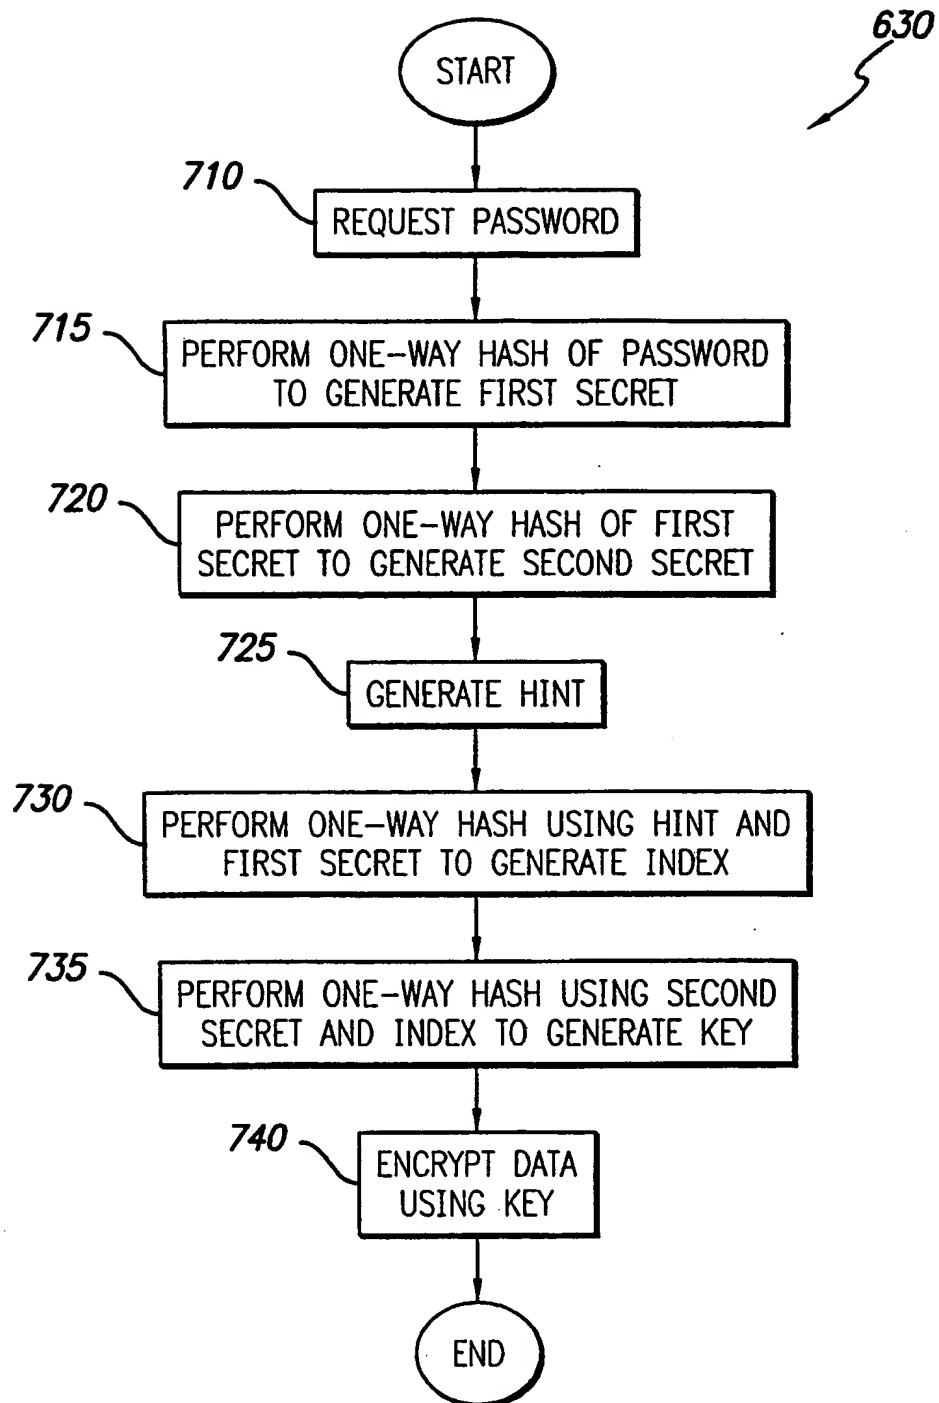 630
START
710
REQUEST PASSWORD
715
PERFORM ONE-WAY HASH OF PASSWORD
TO GENERATE FIRST SECRET
720
PERFORM ONE-WAY HASH OF FIRST
SECRET TO GENERATE SECOND SECRET
725
GENERATE HINT
730
PERFORM ONE-WAY HASH USING HINT AND
FIRST SECRET TO GENERATE INDEX
735
PERFORM ONE-WAY HASH USING SECOND
SECRET AND INDEX TO GENERATE KEY
740
ENCRYPT DATA
USING KEY
END